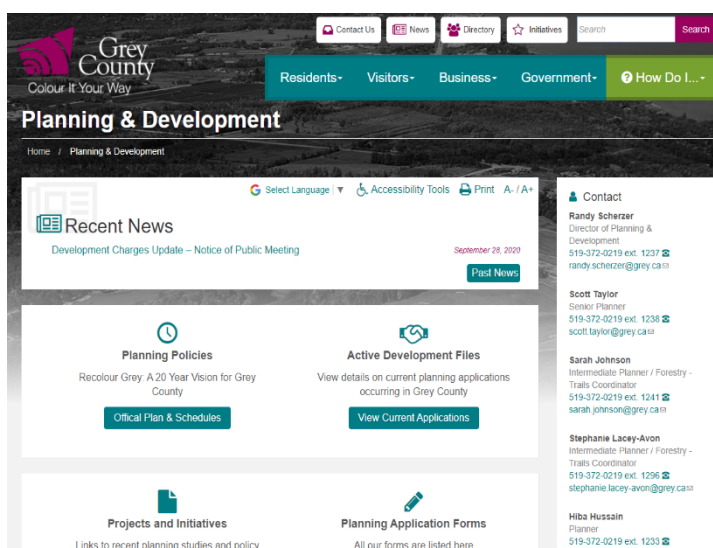 Contact Us
News
Directory
Initiatives
Search
Search
Grey
County
Colour It Your Way
Residents
Visitors
Business
Government
How Do I...
Planning & Development
Home / Planning & Development
Select Language ▼
Accessibility Tools
Print
A- / A+
Recent News
Development Charges Update – Notice of Public Meeting
September 28, 2020
Past News
Planning Policies
Recolour Grey: A 20 Year Vision for Grey
County
Offical Plan & Schedules
Active Development Files
View details on current planning applications
occurring in Grey County
View Current Applications
Projects and Initiatives
Links to recent planning studies and policy
Planning Application Forms
All our forms are listed here
Contact
Randy Scherzer
Director of Planning &
Development
519-372-0219 ext. 1237
randy.scherzer@grey.ca
Scott Taylor
Senior Planner
519-372-0219 ext. 1238
scott.taylor@grey.ca
Sarah Johnson
Intermediate Planner / Forestry -
Trails Coordinator
519-372-0219 ext. 1241
sarah.johnson@grey.ca
Stephanie Lacey-Avon
Intermediate Planner / Forestry -
Trails Coordinator
519-372-0219 ext. 1296
stephanie.lacey-avon@grey.ca
Hiba Hussain
Planner
519-372-0219 ext. 1233